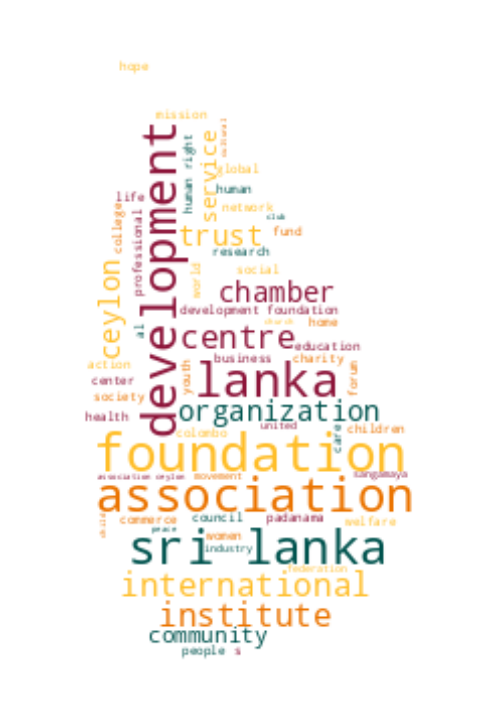 hope
mission
development
human right
service
cultural
global
human
life
network
club
college
professional
trust
fund
research
ceylon
world
social
chamber
development foundation
church
home
al
centre
education
business
charity
action
youth
lanka
forum
center
society
organization
health
united
care
children
colombo
foundation
association ceylon
movement
sangamaya
association
child
commerce
council
padanama
welfare
peace
women
sri lanka
industry
federation
international
institute
community
people
s